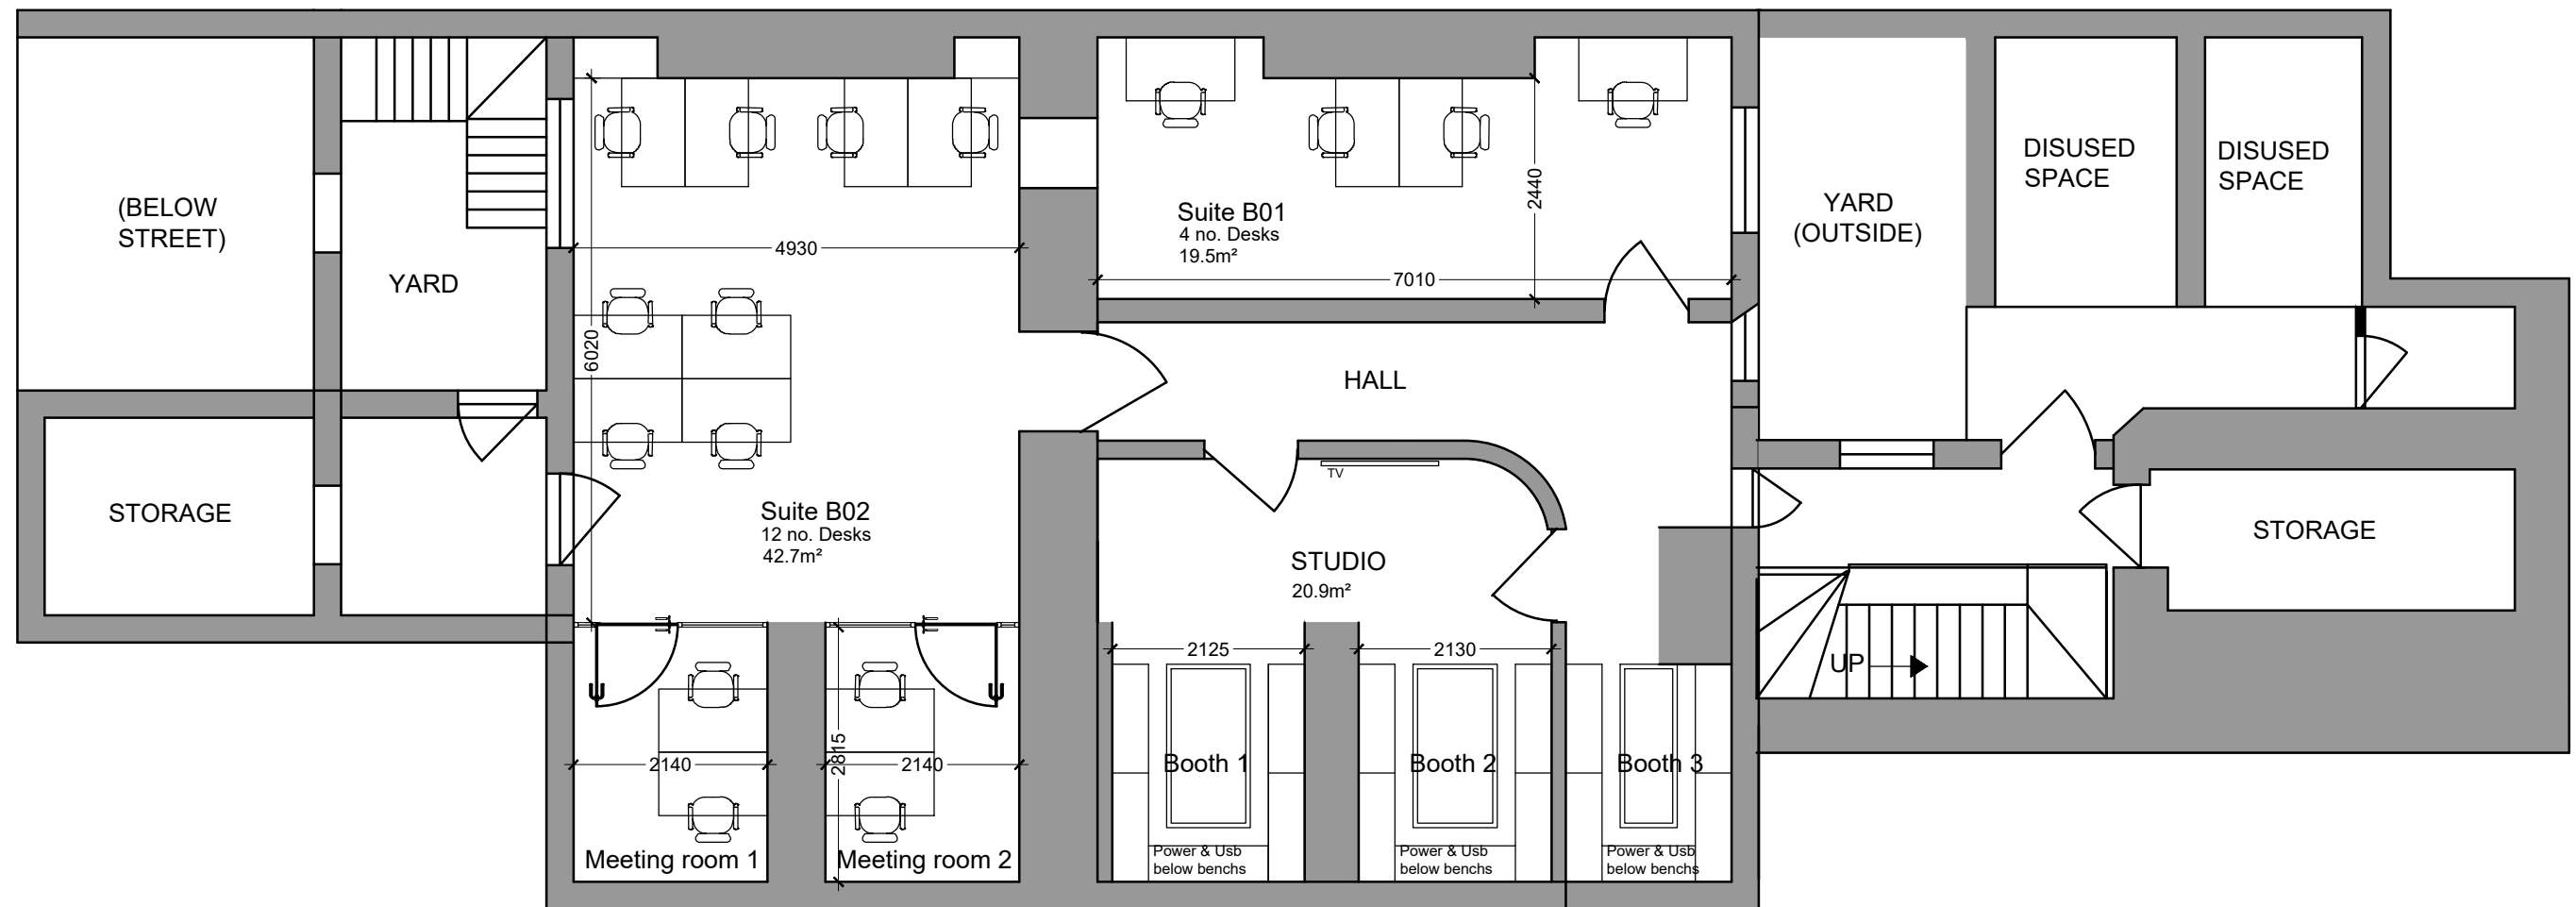 (BELOW
STREET)
YARD
STORAGE
4930
6020
Suite B02
12 no. Desks
42.7m²
2140
2815
2140
Meeting room 1
Meeting room 2
Suite B01
4 no. Desks
19.5m²
2440
7010
HALL
TV
STUDIO
20.9m²
2125
2130
Booth 1
Booth 2
Booth 3
Power & Usb
below benchs
Power & Usb
below benchs
Power & Usb
below benchs
YARD
(OUTSIDE)
DISUSED
SPACE
DISUSED
SPACE
STORAGE
UP